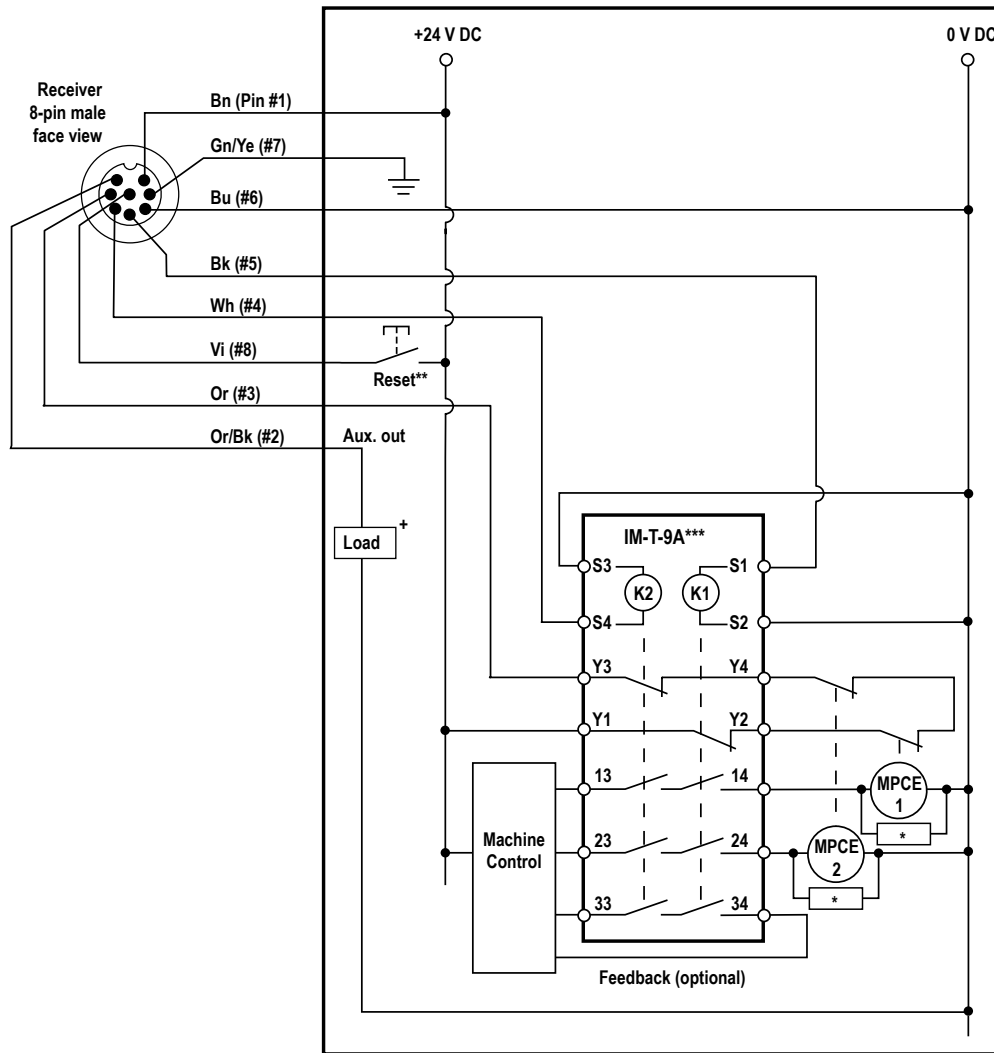 +24 V DC
0 V DC
Receiver
8-pin male
face view
Bn (Pin #1)
Gn/Ye (#7)
Bu (#6)
Bk (#5)
Wh (#4)
Vi (#8)
Reset**
Or (#3)
Or/Bk (#2)
Aux. out
Load
+
IM-T-9A***
S3
S1
K2
K1
S4
S2
Y3
Y4
Y1
Y2
13
14
MPCE
1
*
Machine
Control
23
24
MPCE
2
*
33
34
Feedback (optional)